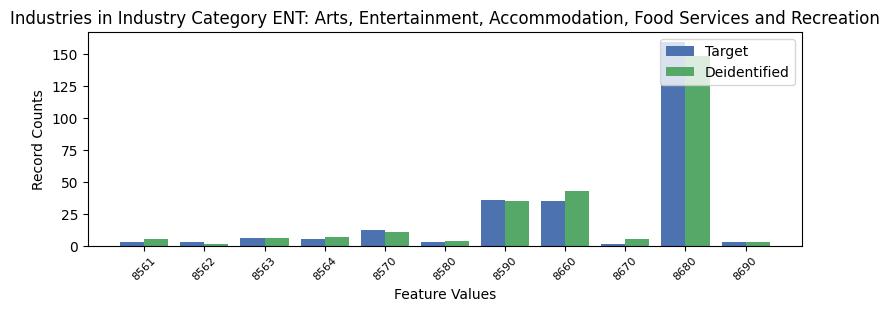 Industries in Industry Category ENT: Arts, Entertainment, Accommodation, Food Services and Recreation
Target
Deidentified
Record Counts
150
125
100
75
50
25
0
8561 8562 8563 8564 8570 8580 8590 8660 8670 8680 8690
Feature Values